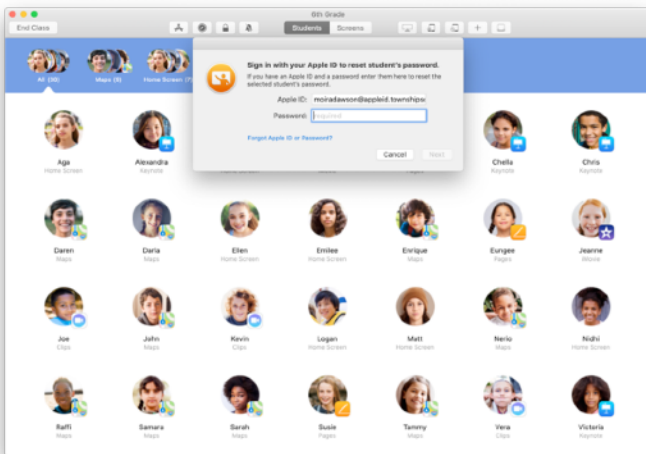 6th Grade
End Class
Students Screens
All (30) Maps (8) Home Screen (7)
Sign in with your Apple ID to reset student's password.
If you have an Apple ID and a password enter them here to reset the
selected student's password.
Apple ID: moiradawson@appleid.townships
Password: required
Forgot Apple ID or Password?
Cancel Next
Aga Alexandra Chella Chris
Home Screen Keynote Keynote Keynote
Daren Daria Ellen Emilee Enrique Eungee Jeanne
Maps Maps Home Screen Home Screen Maps Pages iMovie
Joe John Kevin Logan Matt Nerio Nidhi
Clips Maps Clips Home Screen Home Screen Maps Home Screen
Raffi Samara Sarah Susie Tammy Vera Victoria
Maps Maps Maps Pages Maps Clips Keynote